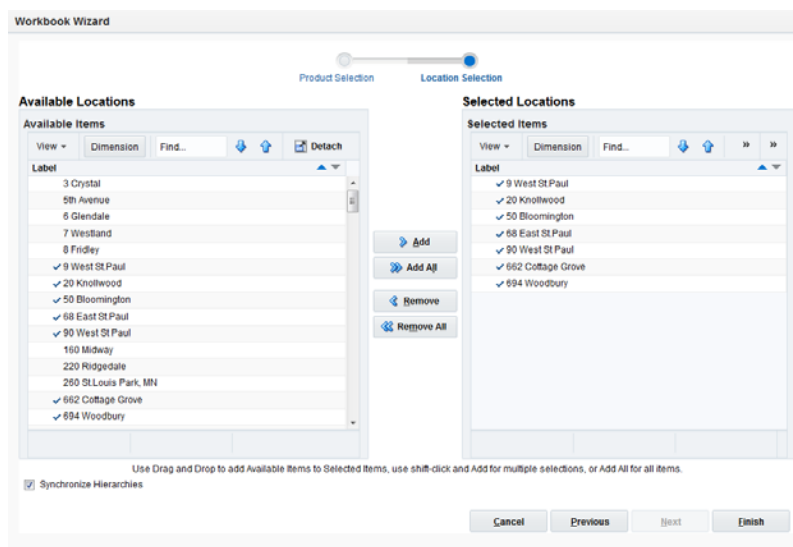 Workbook Wizard
Product Selection
Location Selection
Available Locations
Available Items
View
Dimension
Find...
Detach
Label
3 Crystal
5th Avenue
6 Glendale
7 Westland
8 Fridley
9 West St.Paul
20 Knollwood
50 Bloomington
68 East St.Paul
90 West St Paul
160 Midway
220 Ridgedale
260 St.Louis Park, MN
662 Cottage Grove
694 Woodbury
Add
Add All
Remove
Remove All
Selected Locations
Selected Items
View
Dimension
Find...
Label
9 West St.Paul
20 Knollwood
50 Bloomington
68 East St.Paul
90 West St Paul
662 Cottage Grove
694 Woodbury
Use Drag and Drop to add Available Items to Selected Items, use shift-click and Add for multiple selections, or Add All for all items.
Synchronize Hierarchies
Cancel
Previous
Next
Finish